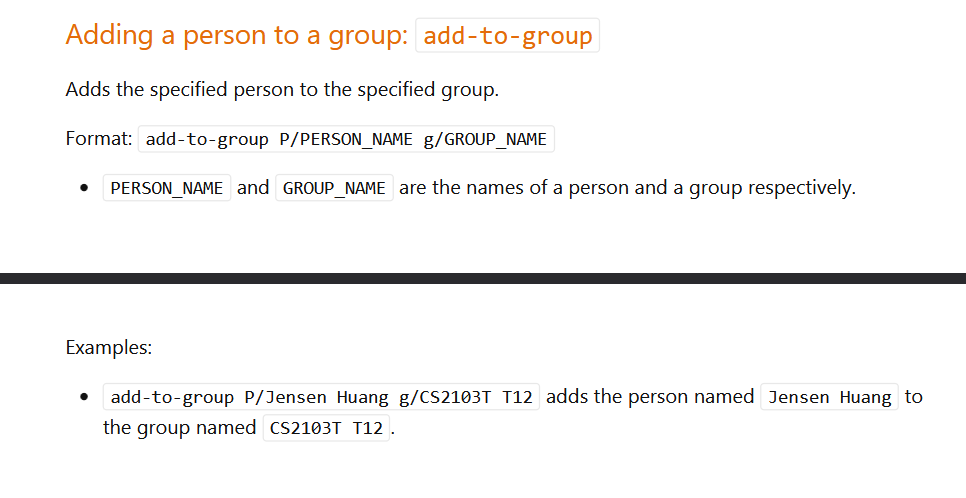 Adding a person to a group: add-to-group
Adds the specified person to the specified group.
Format: add-to-group P/PERSON_NAME g/GROUP_NAME
• PERSON_NAME and GROUP_NAME are the names of a person and a group respectively.
Examples:
• add-to-group P/Jensen Huang g/CS2103T T12 adds the person named Jensen Huang to
the group named CS2103T T12.